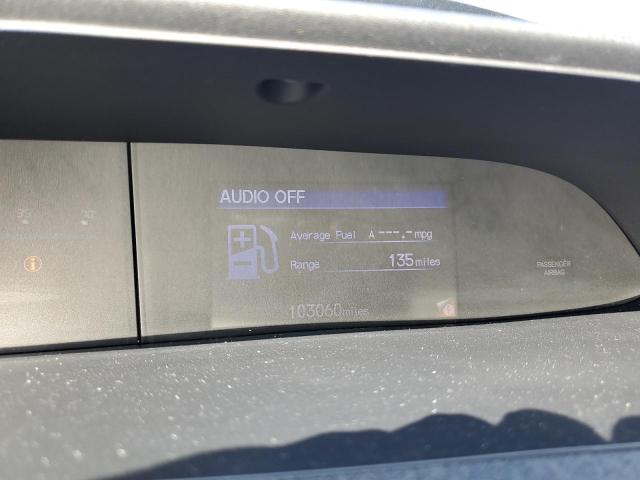 AUDIO OFF
Average Fuel A ---.- mpg
Range 135 miles
103060 miles
PASSENGER
AIRBAG